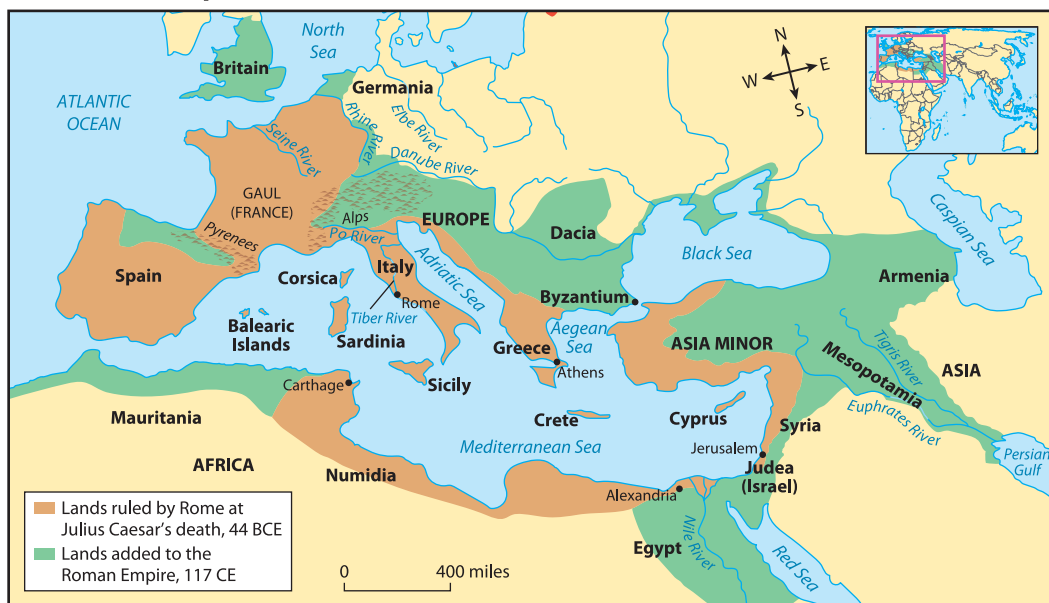 North
Sea
Britain
ATLANTIC
OCEAN
Germania
Elbe River
Rhine
River
Seine River
Danube River
GAUL
(FRANCE)
Alps
EUROPE
Dacia
Po River
Pyrenees
Spain
Corsica
Italy
Adriatic Sea
Rome
Tiber River
Balearic
Islands
Sardinia
Byzantium
Black Sea
Caspian Sea
Armenia
Aegean
Sea
Greece
Athens
ASIA MINOR
Mesopotamia
Tigris River
ASIA
Euphrates
River
Carthage
Sicily
Mauritania
Crete
Cyprus
Syria
Mediterranean Sea
Jerusalem
Judea
(Israel)
Persian
Gulf
AFRICA
Numidia
Alexandria
Egypt
Nile River
Red Sea
N
W
E
S
Lands ruled by Rome at
Julius Caesar's death, 44 BCE
Lands added to the
Roman Empire, 117 CE
0
400 miles